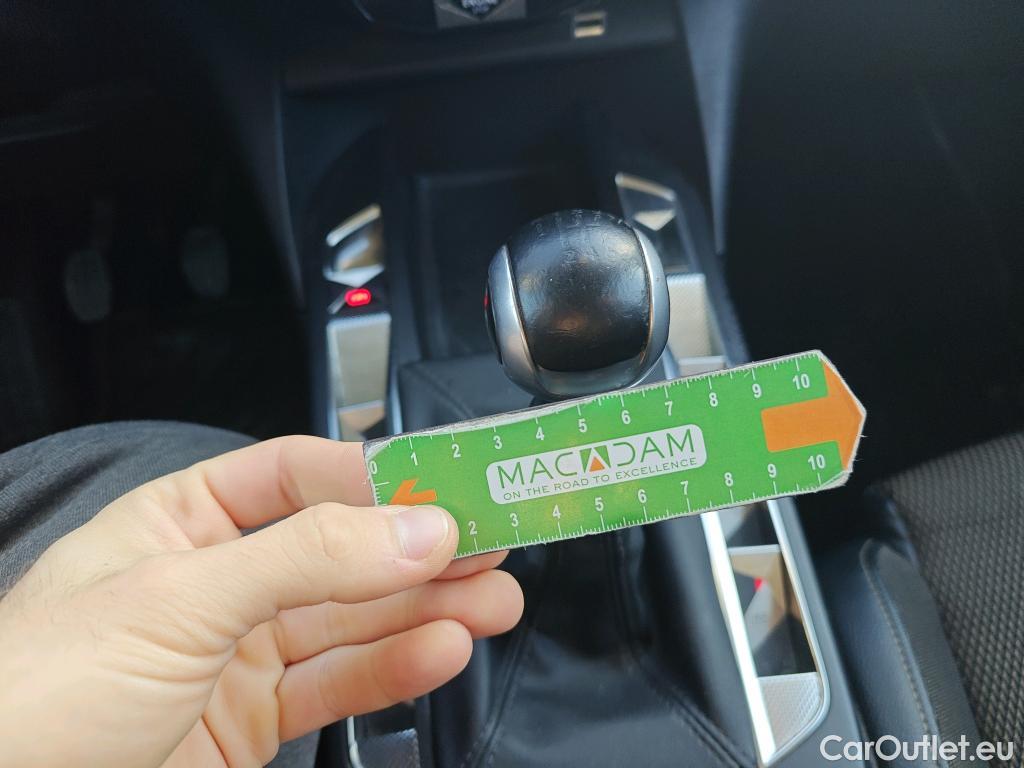 0 1 2 3 4 5 6 7 8 9 10
MACADAM
ON THE ROAD TO EXCELLENCE
2 3 4 5 6 7 8 9 10
CarOutlet.eu